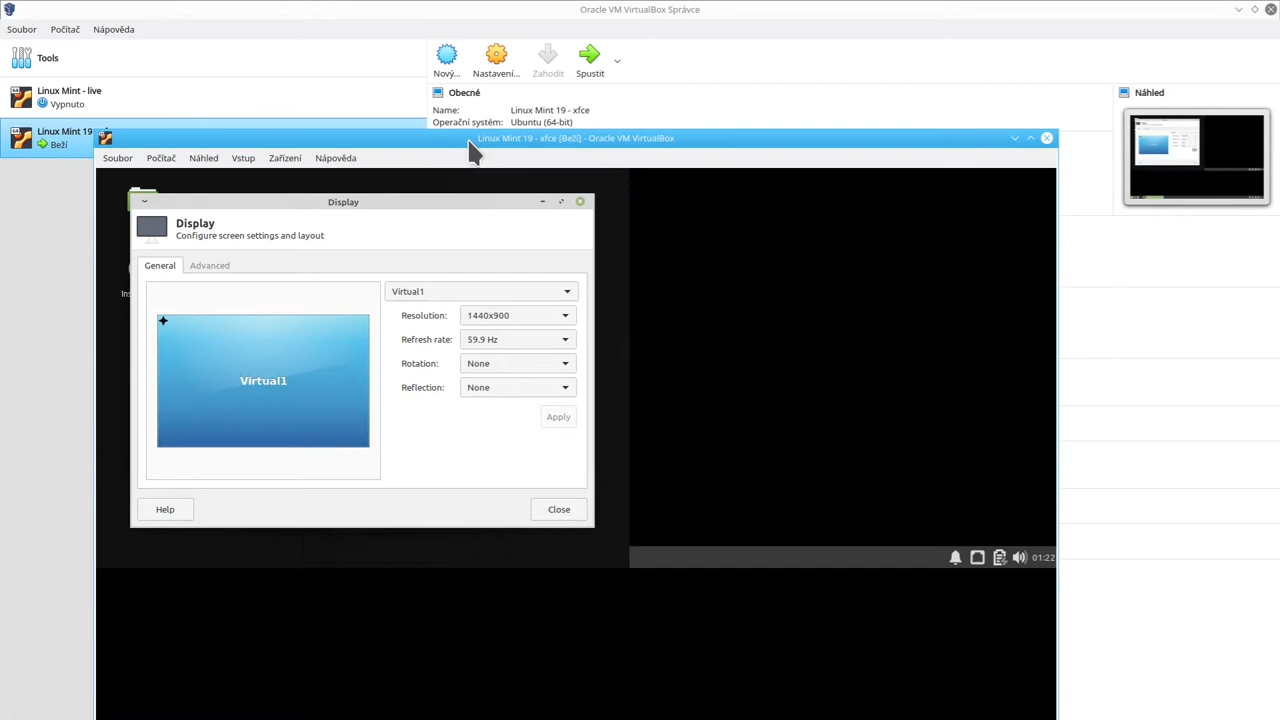 Oracle VM VirtualBox Správce
Soubor Počítač Nápověda
Tools
Nový... Nastavení... Zahodit Spustit
Linux Mint - live
Vypnuto
Linux Mint 19
Beží
Obecné
Name: Linux Mint 19 - xfce
Operační systém: Ubuntu (64-bit)
Náhled
Linux Mint 19 - xfce [Beží] - Oracle VM VirtualBox
Soubor Počítač Náhled Vstup Zařízení Nápověda
Display
Display
Configure screen settings and layout
General Advanced
Virtual1
Virtual1
Resolution: 1440x900
Refresh rate: 59.9 Hz
Rotation: None
Reflection: None
Apply
Help Close
Ins
01:22